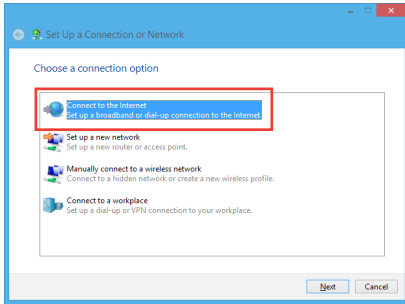 Set Up a Connection or Network
Choose a connection option
Connect to the Internet
Set up a broadband or dial-up connection to the Internet.
Set up a new network
Set up a new router or access point.
Manually connect to a wireless network
Connect to a hidden network or create a new wireless profile.
Connect to a workplace
Set up a dial-up or VPN connection to your workplace.
Next Cancel